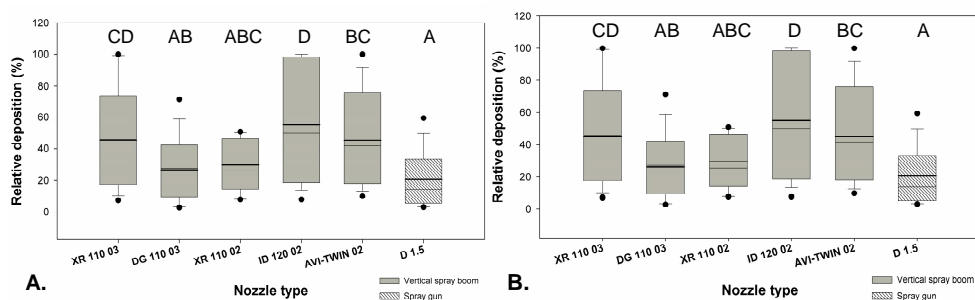 120
100
80
60
40
20
0
Relative deposition (%)
CD AB ABC D BC A
XR 110 03 DG 110 03 XR 110 02 ID 120 02 AVI-TWIN 02 D 1.5
A.
Nozzle type
Vertical spray boom
Spray gun
120
100
80
60
40
20
0
Relative deposition (%)
CD AB ABC D BC A
XR 110 03 DG 110 03 XR 110 02 ID 120 02 AVI-TWIN 02 D 1.5
B.
Nozzle type
Vertical spray boom
Spray gun